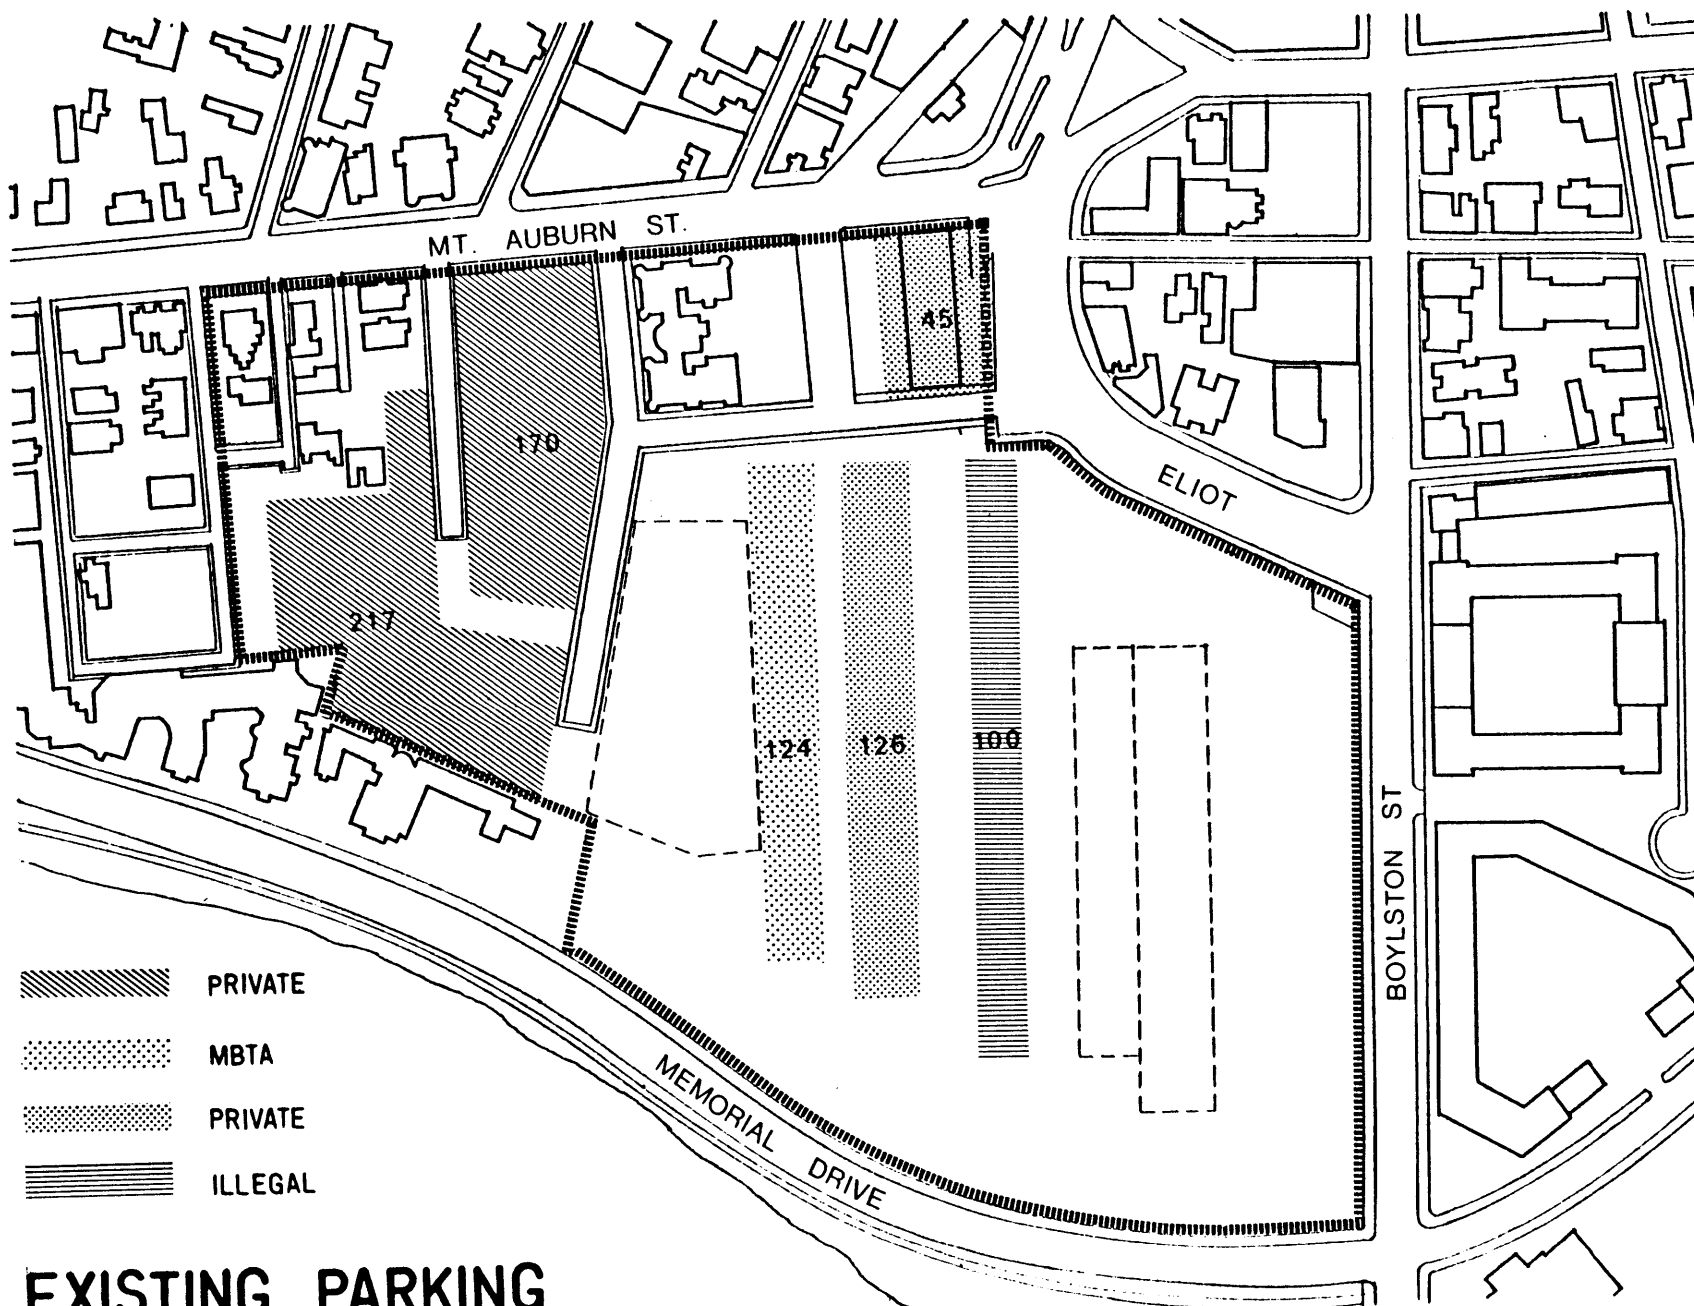 MT. AUBURN ST.
45
170
ELIOT
217
124
126
100
BOYLSTON ST
PRIVATE
MBTA
PRIVATE
ILLEGAL
MEMORIAL DRIVE
EXISTING PARKING